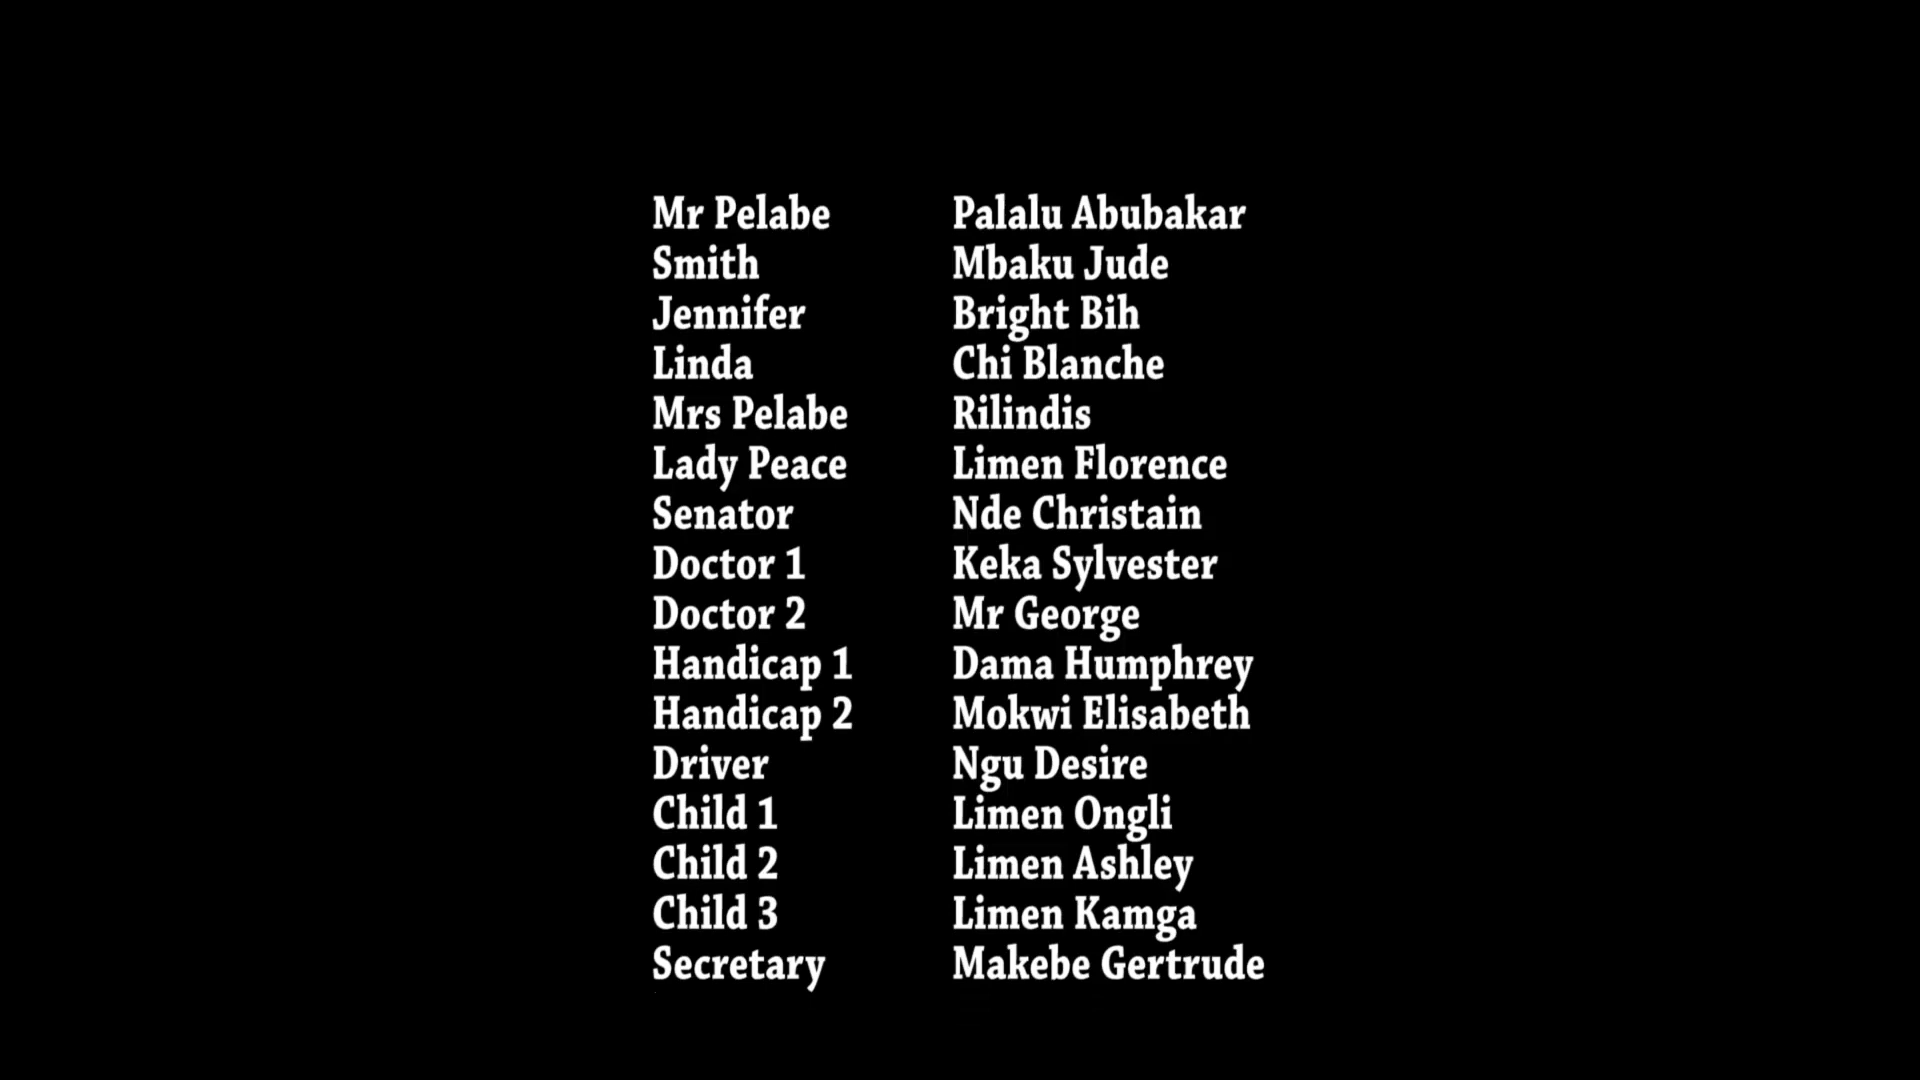 Mr Pelabe Palalu Abubakar
Smith Mbaku Jude
Jennifer Bright Bih
Linda Chi Blanche
Mrs Pelabe Rilindis
Lady Peace Limen Florence
Senator Nde Christain
Doctor 1 Keka Sylvester
Doctor 2 Mr George
Handicap 1 Dama Humphrey
Handicap 2 Mokwi Elisabeth
Driver Ngu Desire
Child 1 Limen Ongli
Child 2 Limen Ashley
Child 3 Limen Kamga
Secretary Makebe Gertrude